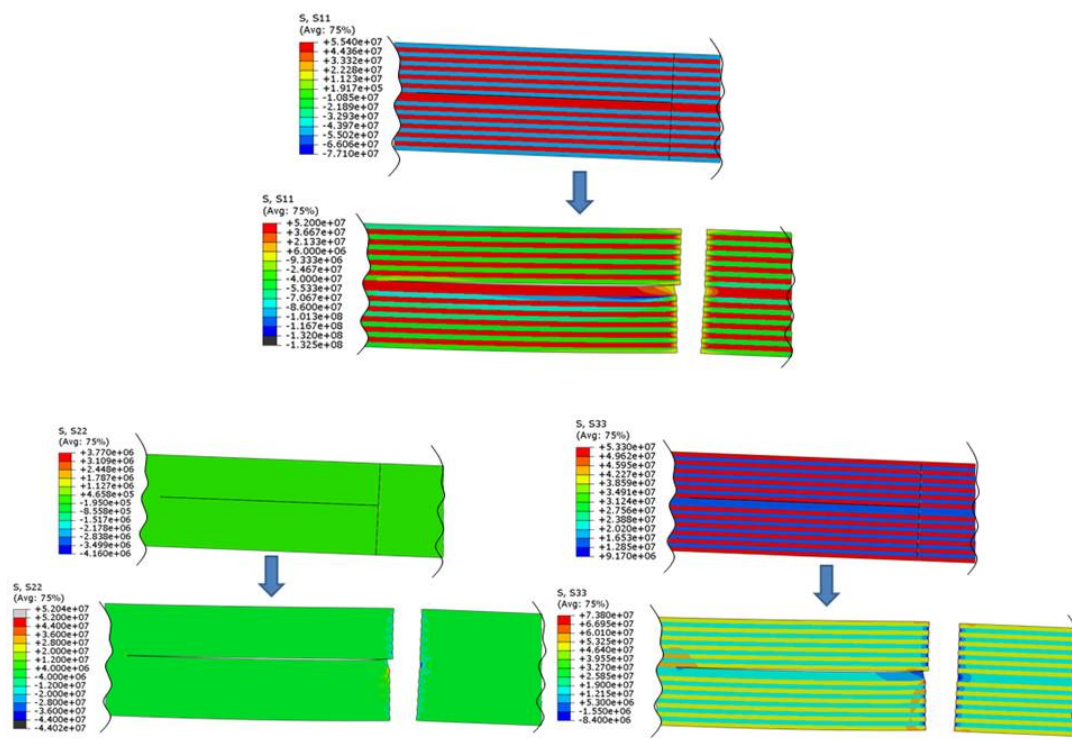 S, S11
(Avg: 75%)
+5.540e+07
+4.436e+07
+3.332e+07
+2.228e+07
+1.123e+07
+1.917e+05
-1.085e+07
-2.189e+07
-3.293e+07
-4.397e+07
-5.502e+07
-6.606e+07
-7.710e+07
S, S11
(Avg: 75%)
+5.200e+07
+3.667e+07
+2.133e+07
+6.000e+06
-9.333e+06
-2.467e+07
-4.000e+07
-5.533e+07
-7.067e+07
-8.600e+07
-1.013e+08
-1.167e+08
-1.320e+08
-1.325e+08
S, S22
(Avg: 75%)
+3.770e+06
+3.109e+06
+2.448e+06
+1.787e+06
+1.127e+06
+4.658e+05
-1.950e+05
-8.558e+05
-1.517e+06
-2.178e+06
-2.838e+06
-3.499e+06
-4.160e+06
S, S33
(Avg: 75%)
+5.330e+07
+4.962e+07
+4.595e+07
+4.227e+07
+3.859e+07
+3.491e+07
+3.124e+07
+2.756e+07
+2.388e+07
+2.020e+07
+1.653e+07
+1.285e+07
+9.170e+06
S, S22
(Avg: 75%)
+5.204e+07
+5.200e+07
+4.400e+07
+3.600e+07
+2.800e+07
+2.000e+07
+1.200e+07
+4.000e+06
-4.000e+06
-1.200e+07
-2.000e+07
-2.800e+07
-3.600e+07
-4.400e+07
-4.402e+07
S, S33
(Avg: 75%)
+7.380e+07
+6.695e+07
+6.010e+07
+5.325e+07
+4.640e+07
+3.955e+07
+3.270e+07
+2.585e+07
+1.900e+07
+1.215e+07
+5.300e+06
-1.550e+06
-8.400e+06